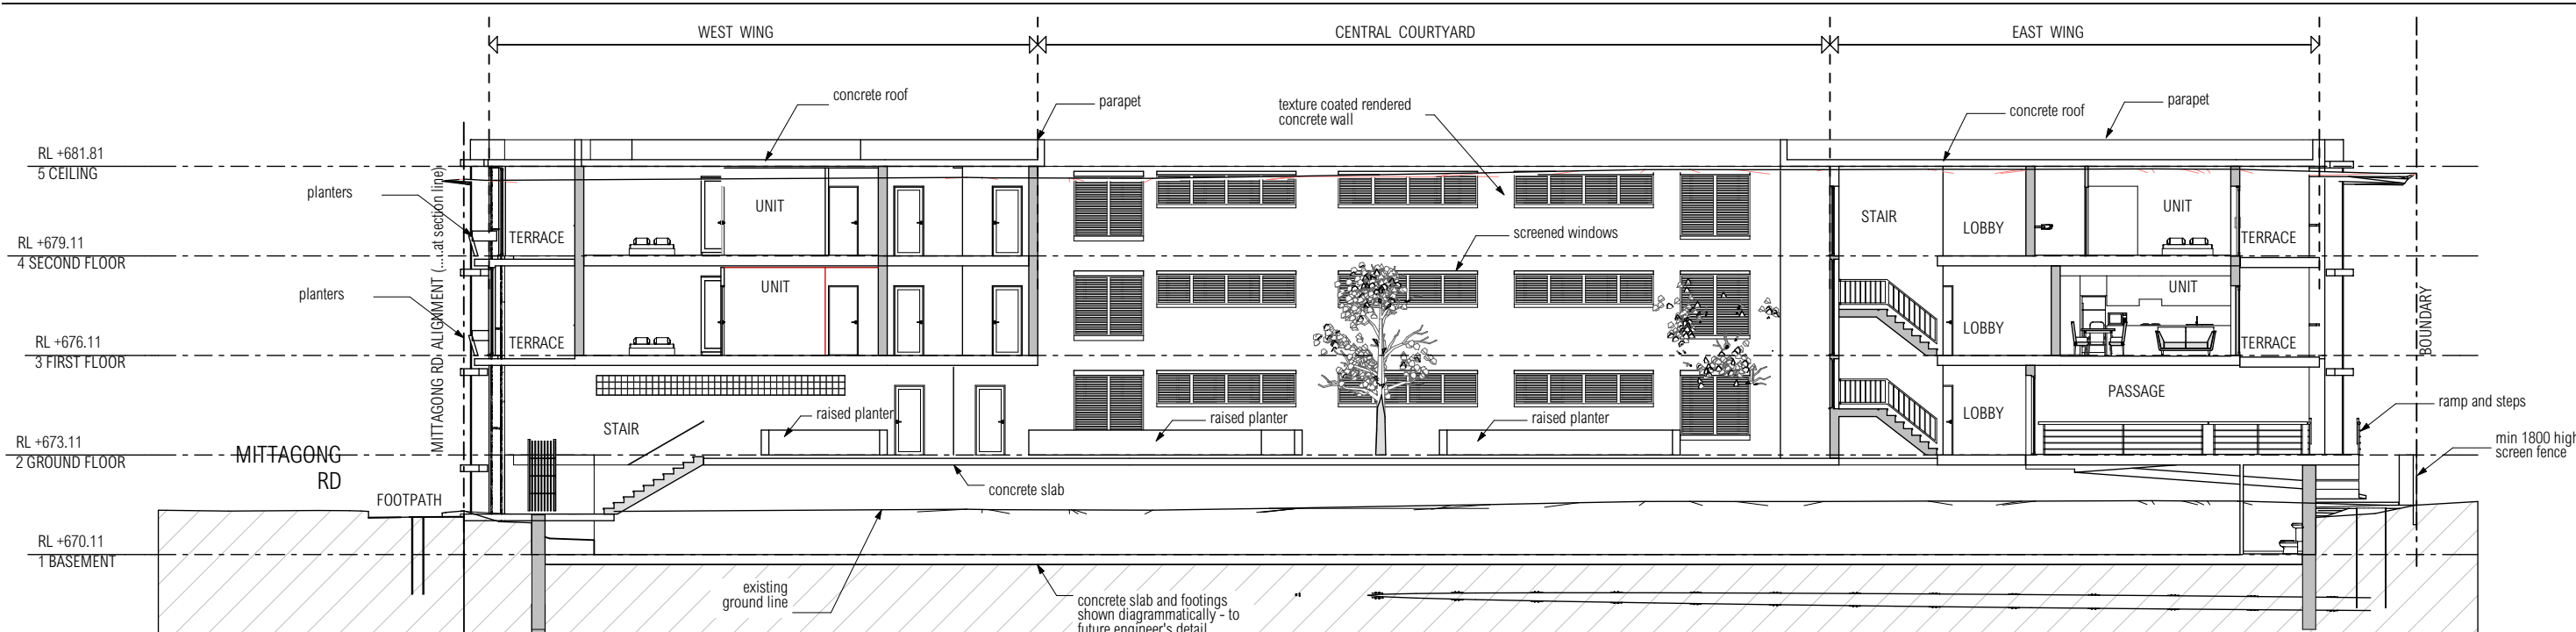 WEST WING
CENTRAL COURTYARD
EAST WING
concrete roof
parapet
texture coated rendered
concrete wall
concrete roof
parapet
RL +681.81
5 CEILING
planters
UNIT
TERRACE
RL +679.11
4 SECOND FLOOR
screened windows
STAIR
LOBBY
UNIT
TERRACE
MITTAGONG RD ALIGNMENT (....at section line)
planters
UNIT
TERRACE
RL +676.11
3 FIRST FLOOR
LOBBY
UNIT
TERRACE
BOUNDARY
raised planter
STAIR
raised planter
raised planter
LOBBY
PASSAGE
ramp and steps
min 1800 high
screen fence
RL +673.11
2 GROUND FLOOR
MITTAGONG
RD
FOOTPATH
concrete slab
RL +670.11
1 BASEMENT
existing
ground line
concrete slab and footings
shown diagrammatically - to
future engineer's detail